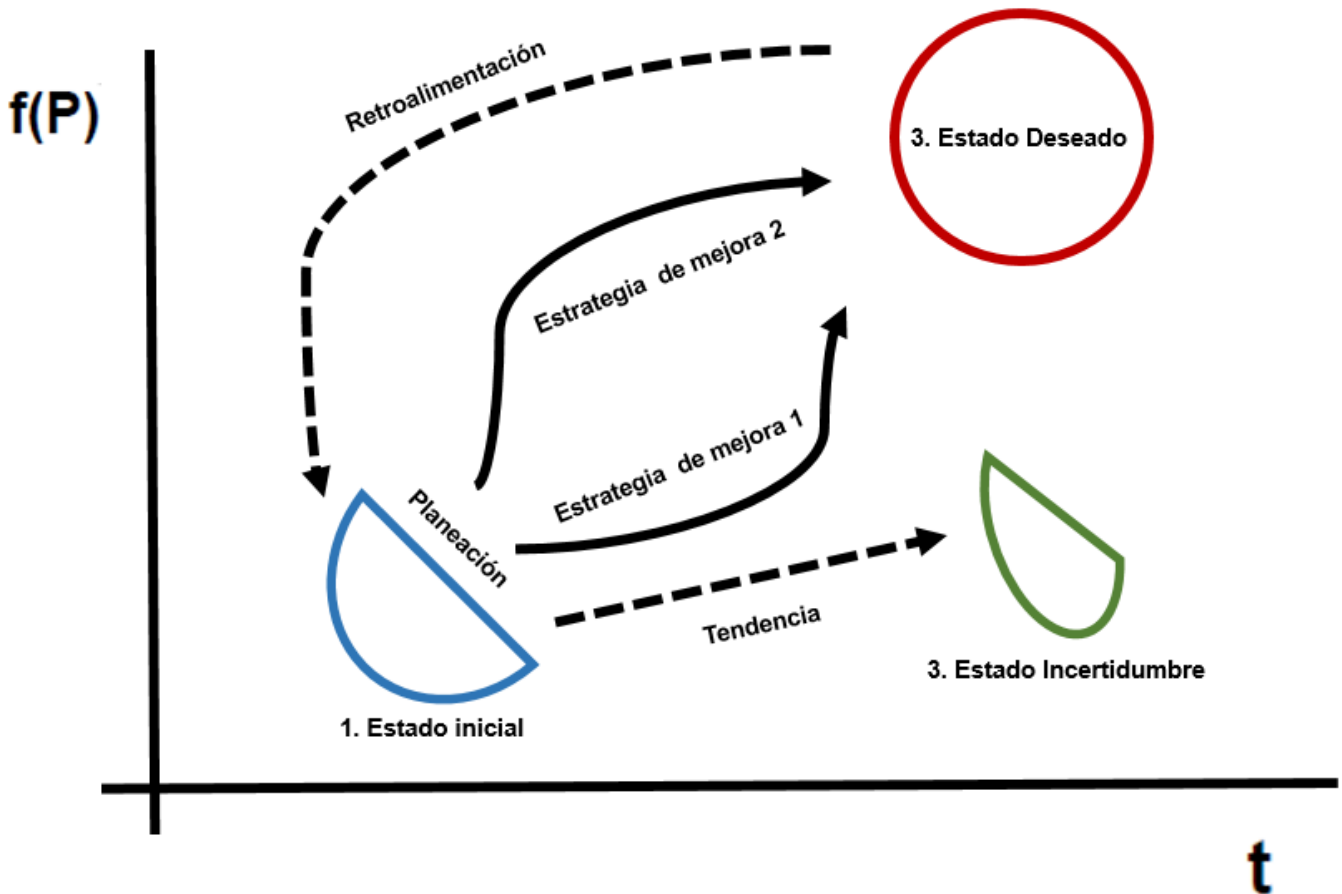 Retroalimentación
f(P)
3. Estado Deseado
Estrategia de mejora 2
Estrategia de mejora 1
Planeación
Tendencia
3. Estado Incertidumbre
1. Estado inicial
t